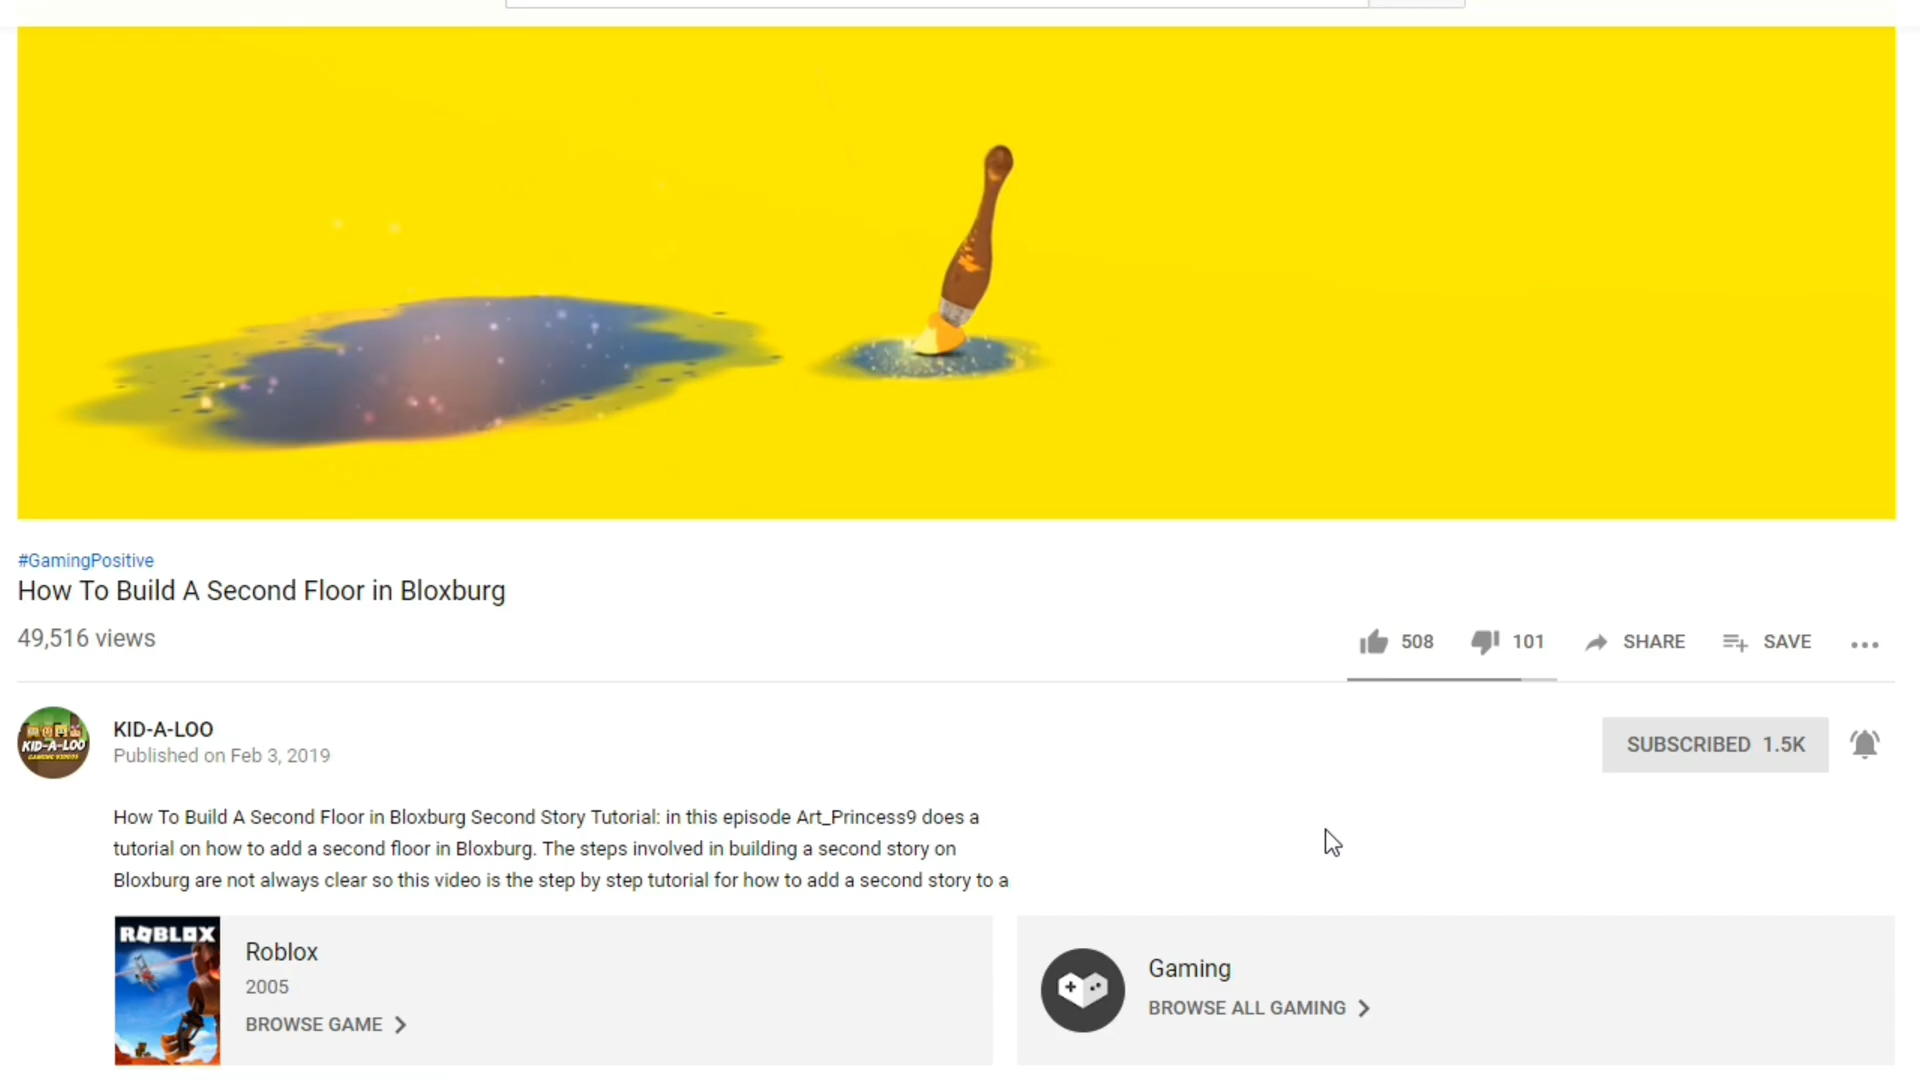 #GamingPositive
How To Build A Second Floor in Bloxburg
49,516 views
508
101
SHARE
SAVE
KID-A-LOO
GAMING VIDEOS
KID-A-LOO
Published on Feb 3, 2019
SUBSCRIBED 1.5K
How To Build A Second Floor in Bloxburg Second Story Tutorial: in this episode Art_Princess9 does a
tutorial on how to add a second floor in Bloxburg. The steps involved in building a second story on
Bloxburg are not always clear so this video is the step by step tutorial for how to add a second story to a
ROBLOX
Roblox
2005
BROWSE GAME
Gaming
BROWSE ALL GAMING